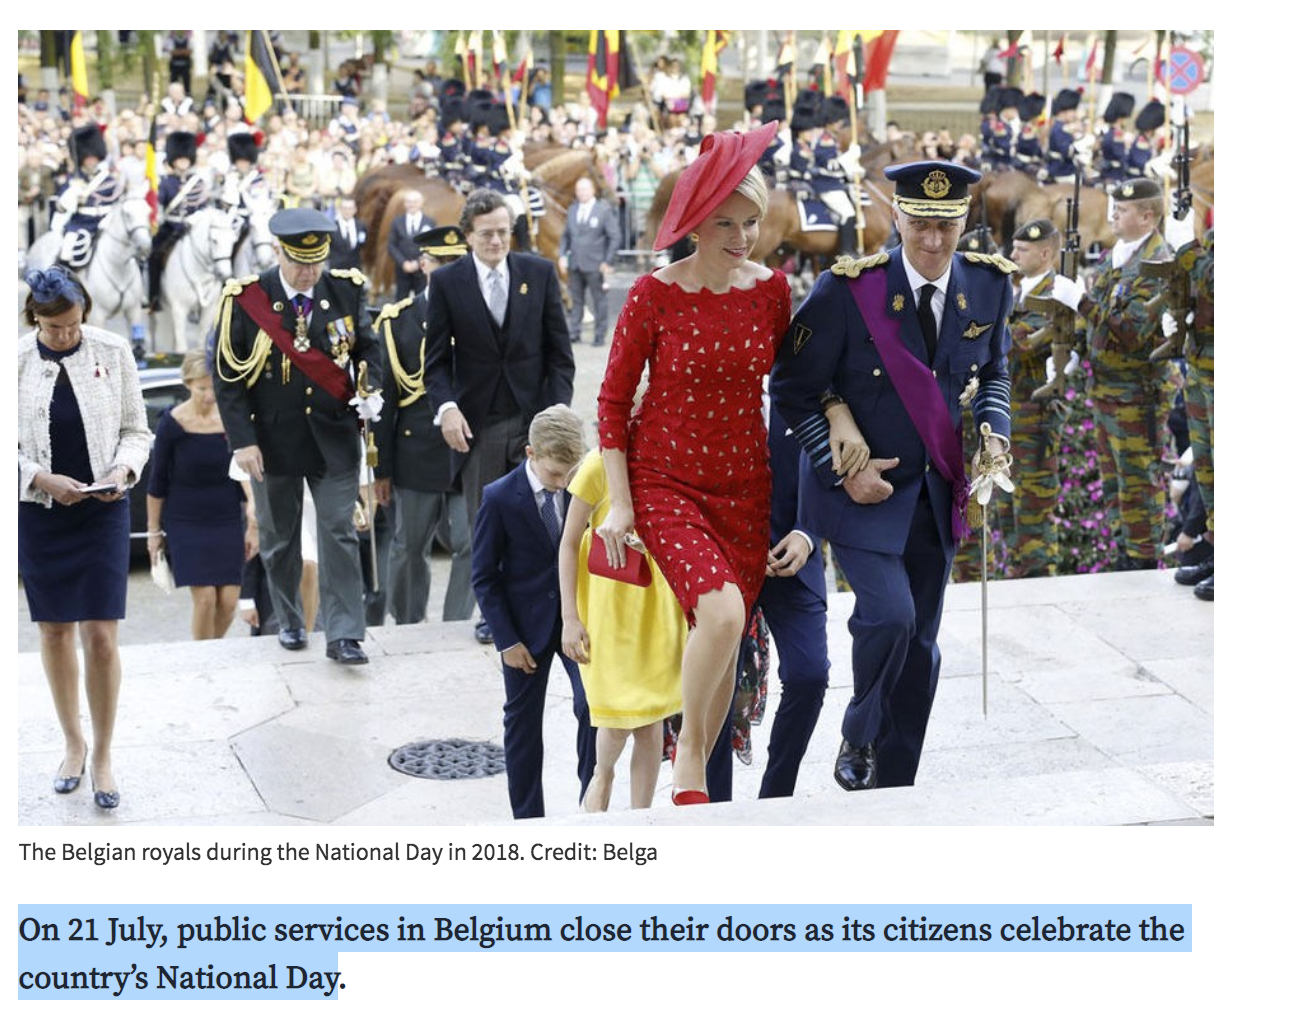 The Belgian royals during the National Day in 2018. Credit: Belga
On 21 July, public services in Belgium close their doors as its citizens celebrate the
country’s National Day.